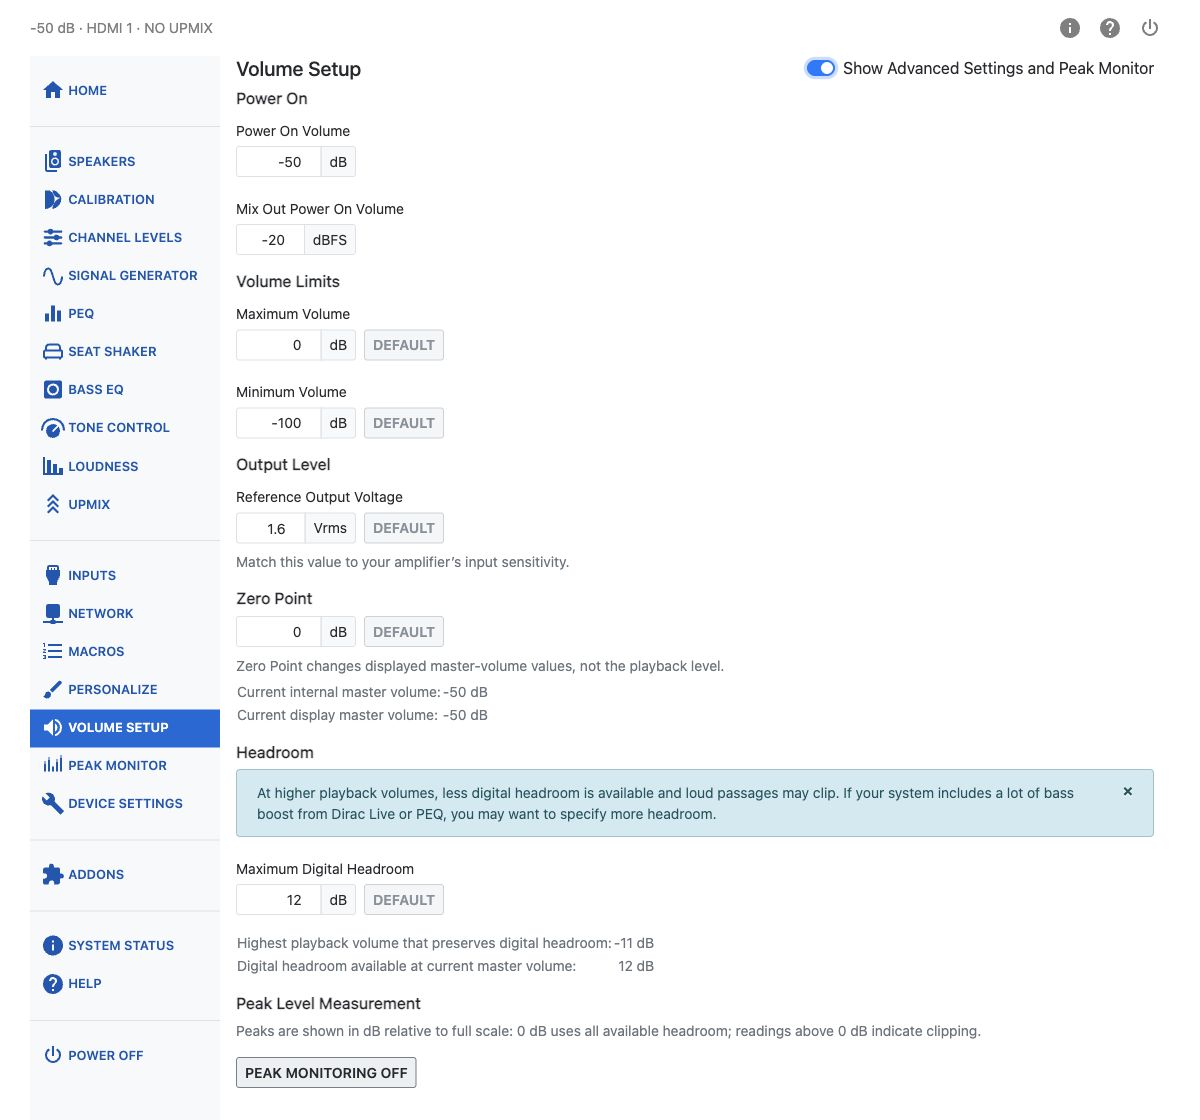 -50 dB · HDMI 1 · NO UPMIX
HOME
SPEAKERS
CALIBRATION
CHANNEL LEVELS
SIGNAL GENERATOR
PEQ
SEAT SHAKER
BASS EQ
TONE CONTROL
LOUDNESS
UPMIX
INPUTS
NETWORK
MACROS
PERSONALIZE
VOLUME SETUP
PEAK MONITOR
DEVICE SETTINGS
ADDONS
SYSTEM STATUS
HELP
POWER OFF
Volume Setup
Show Advanced Settings and Peak Monitor
Power On
Power On Volume
-50 dB
Mix Out Power On Volume
-20 dBFS
Volume Limits
Maximum Volume
0 dB DEFAULT
Minimum Volume
-100 dB DEFAULT
Output Level
Reference Output Voltage
1.6 Vrms DEFAULT
Match this value to your amplifier’s input sensitivity.
Zero Point
0 dB DEFAULT
Zero Point changes displayed master-volume values, not the playback level.
Current internal master volume: -50 dB
Current display master volume: -50 dB
Headroom
At higher playback volumes, less digital headroom is available and loud passages may clip. If your system includes a lot of bass
boost from Dirac Live or PEQ, you may want to specify more headroom.
Maximum Digital Headroom
12 dB DEFAULT
Highest playback volume that preserves digital headroom: -11 dB
Digital headroom available at current master volume: 12 dB
Peak Level Measurement
Peaks are shown in dB relative to full scale: 0 dB uses all available headroom; readings above 0 dB indicate clipping.
PEAK MONITORING OFF